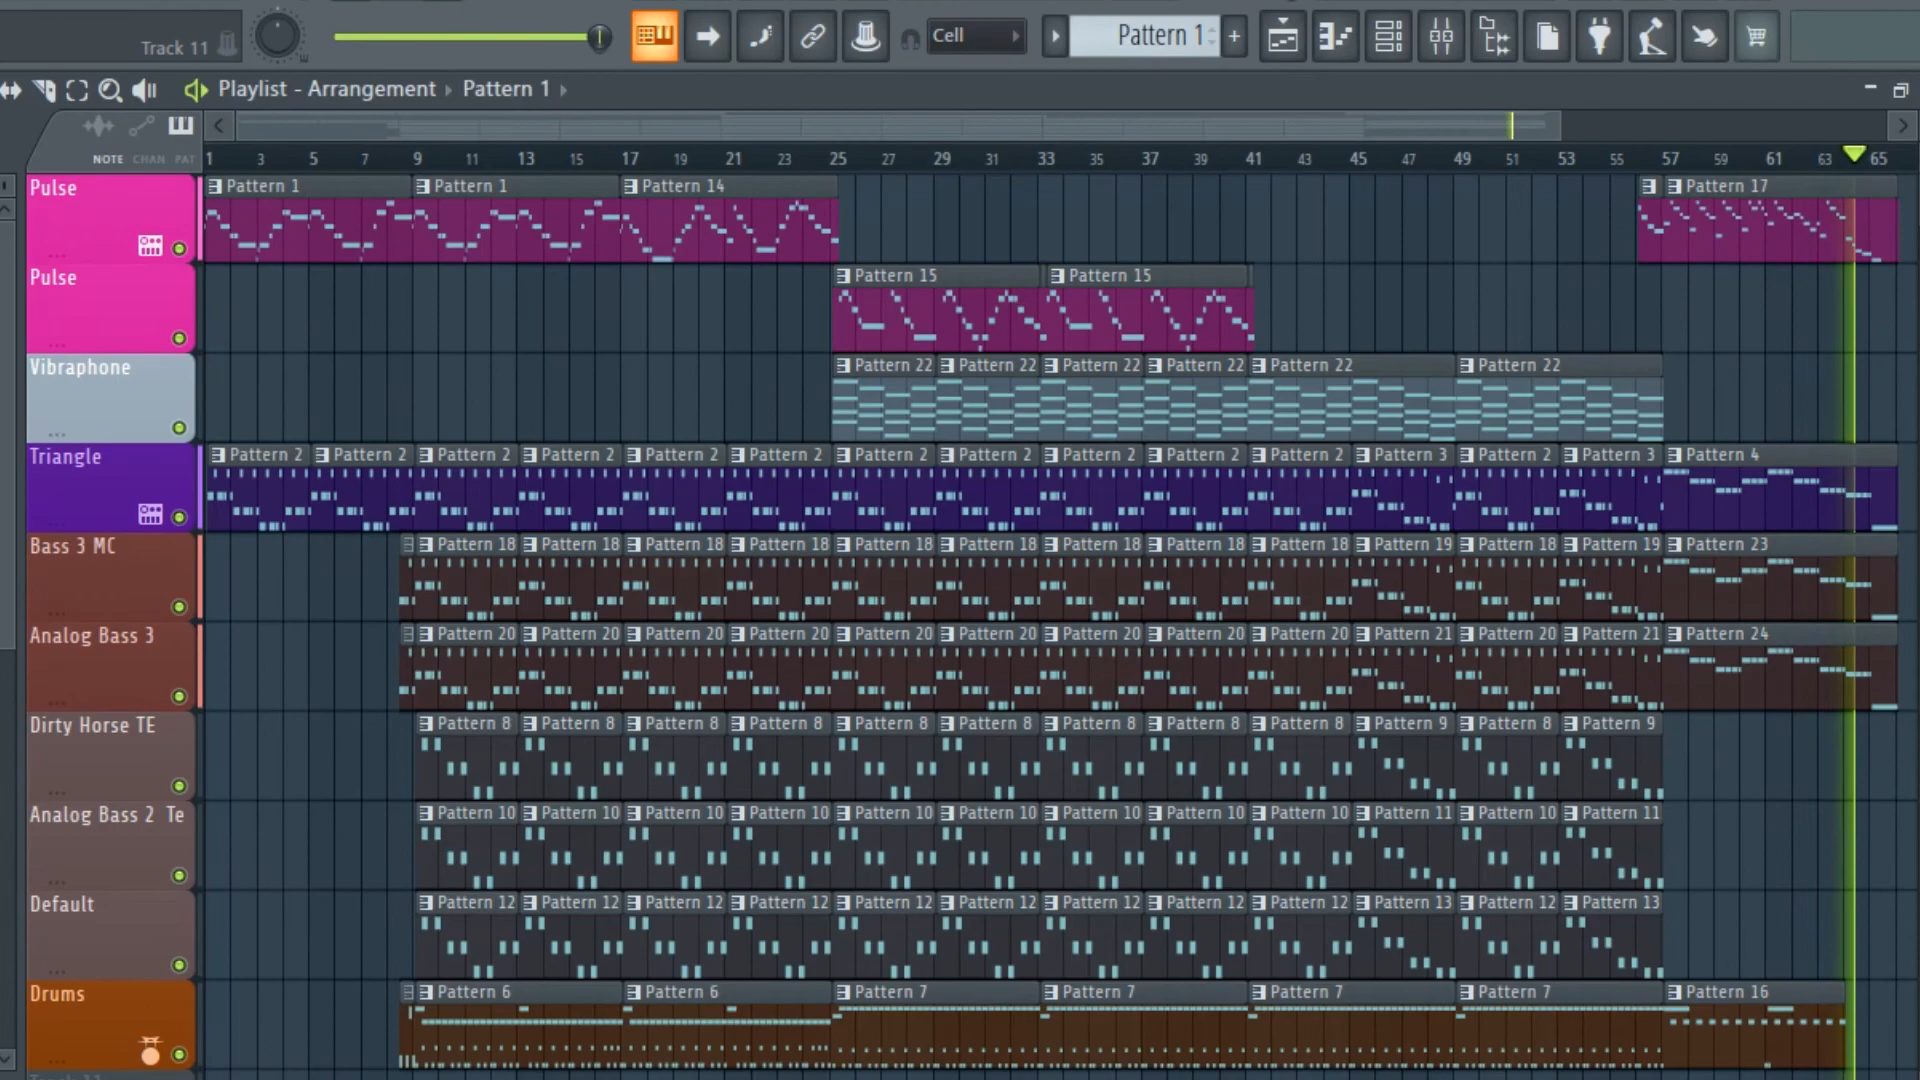 Track 11
Cell
Pattern 1
+
Playlist - Arrangement Pattern 1
NOTE CHAN PAT
1 3 5 7 9 11 13 15 17 19 21 23 25 27 29 31 33 35 37 39 41 43 45 47 49 51 53 55 57 59 61 63 65
Pulse
Pattern 1 Pattern 1 Pattern 14 Pattern 17
Pulse
Pattern 15 Pattern 15
Vibraphone
Pattern 22 Pattern 22 Pattern 22 Pattern 22 Pattern 22 Pattern 22
Triangle
Pattern 2 Pattern 2 Pattern 2 Pattern 2 Pattern 2 Pattern 2 Pattern 2 Pattern 2 Pattern 2 Pattern 2 Pattern 2 Pattern 3 Pattern 2 Pattern 3 Pattern 4
Bass 3 MC
Pattern 18 Pattern 18 Pattern 18 Pattern 18 Pattern 18 Pattern 18 Pattern 18 Pattern 18 Pattern 18 Pattern 19 Pattern 18 Pattern 19 Pattern 23
Analog Bass 3
Pattern 20 Pattern 20 Pattern 20 Pattern 20 Pattern 20 Pattern 20 Pattern 20 Pattern 20 Pattern 20 Pattern 21 Pattern 20 Pattern 21 Pattern 24
Dirty Horse TE
Pattern 8 Pattern 8 Pattern 8 Pattern 8 Pattern 8 Pattern 8 Pattern 8 Pattern 8 Pattern 8 Pattern 9 Pattern 8 Pattern 9
Analog Bass 2 Te
Pattern 10 Pattern 10 Pattern 10 Pattern 10 Pattern 10 Pattern 10 Pattern 10 Pattern 10 Pattern 10 Pattern 11 Pattern 10 Pattern 11
Default
Pattern 12 Pattern 12 Pattern 12 Pattern 12 Pattern 12 Pattern 12 Pattern 12 Pattern 12 Pattern 12 Pattern 13 Pattern 12 Pattern 13
Drums
Pattern 6 Pattern 6 Pattern 7 Pattern 7 Pattern 7 Pattern 7 Pattern 16